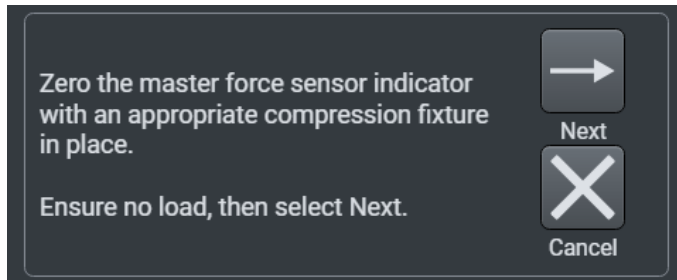 Zero the master force sensor indicator
with an appropriate compression fixture
in place.
Ensure no load, then select Next.
Next
Cancel